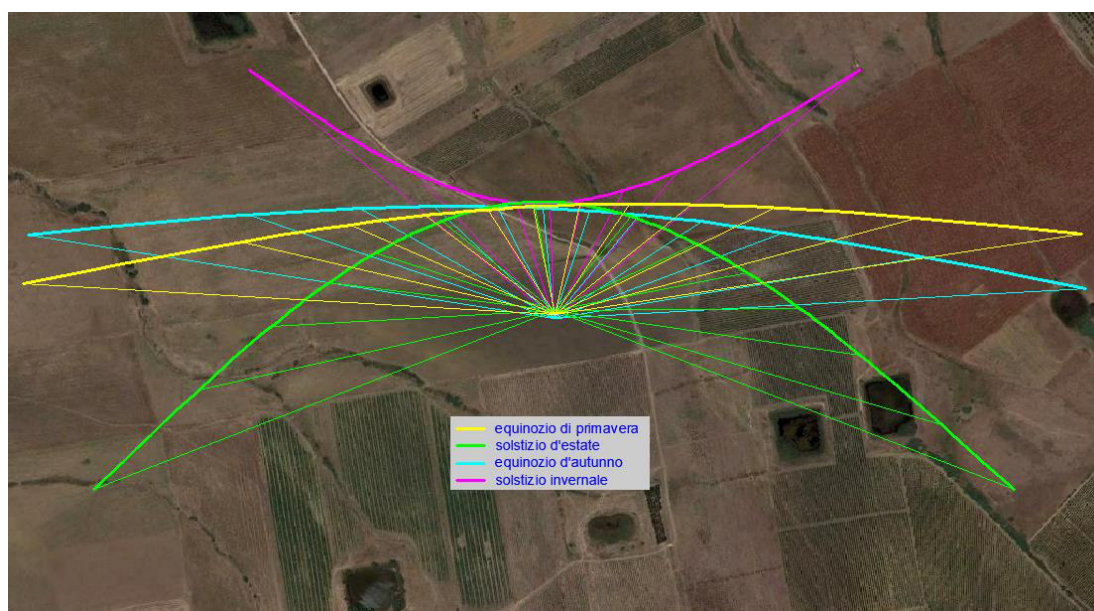 equinozio di primavera
solstizio d'estate
equinozio d'autunno
solstizio invernale